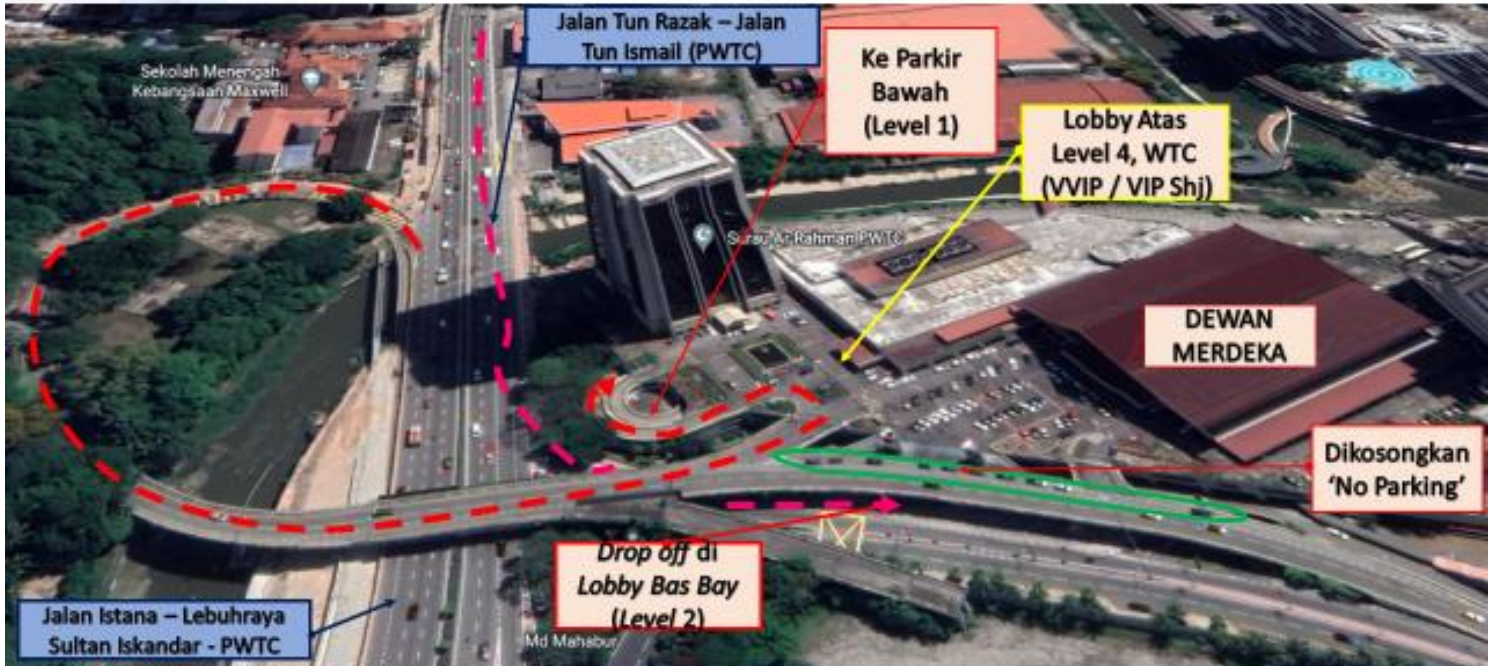 Jalan Tun Razak – Jalan
Tun Ismail (PWTC)
Ke Parkir
Bawah
(Level 1)
Sekolah Menengah
Kebangsaan Maxwell
Lobby Atas
Level 4, WTC
(VVIP / VIP Shj)
Surau Ar-Rahman PWTC
DEWAN
MERDEKA
Dikosongkan
'No Parking'
Drop off di
Lobby Bas Bay
(Level 2)
Jalan Istana – Lebuhraya
Sultan Iskandar - PWTC
Md Mahabur